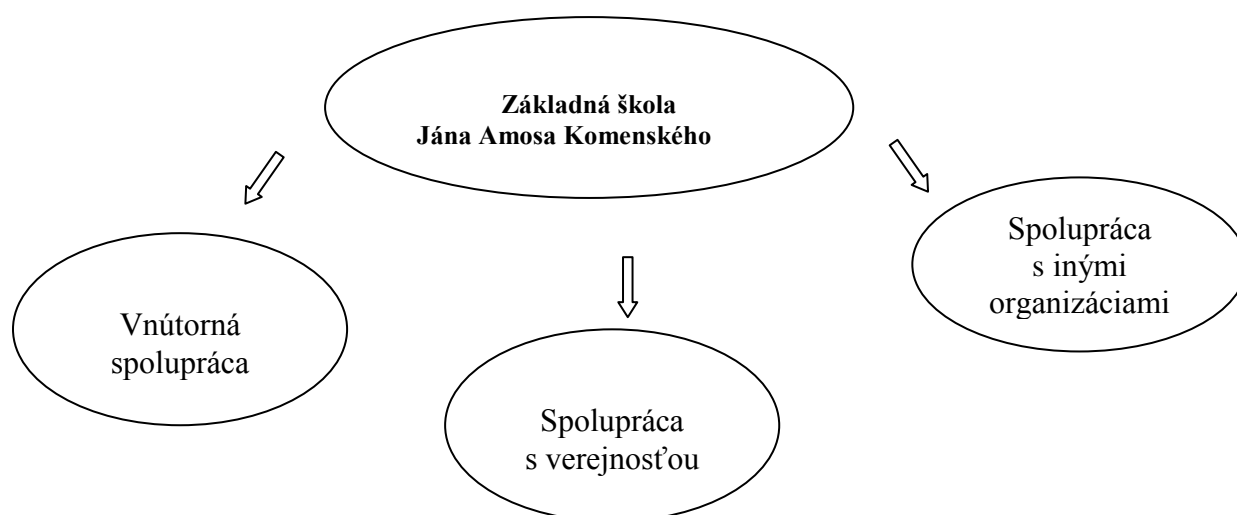 Základná škola
Jána Amosa Komenského
Vnútorná
spolupráca
Spolupráca
s verejnosťou
Spolupráca
s inými
organizáciami